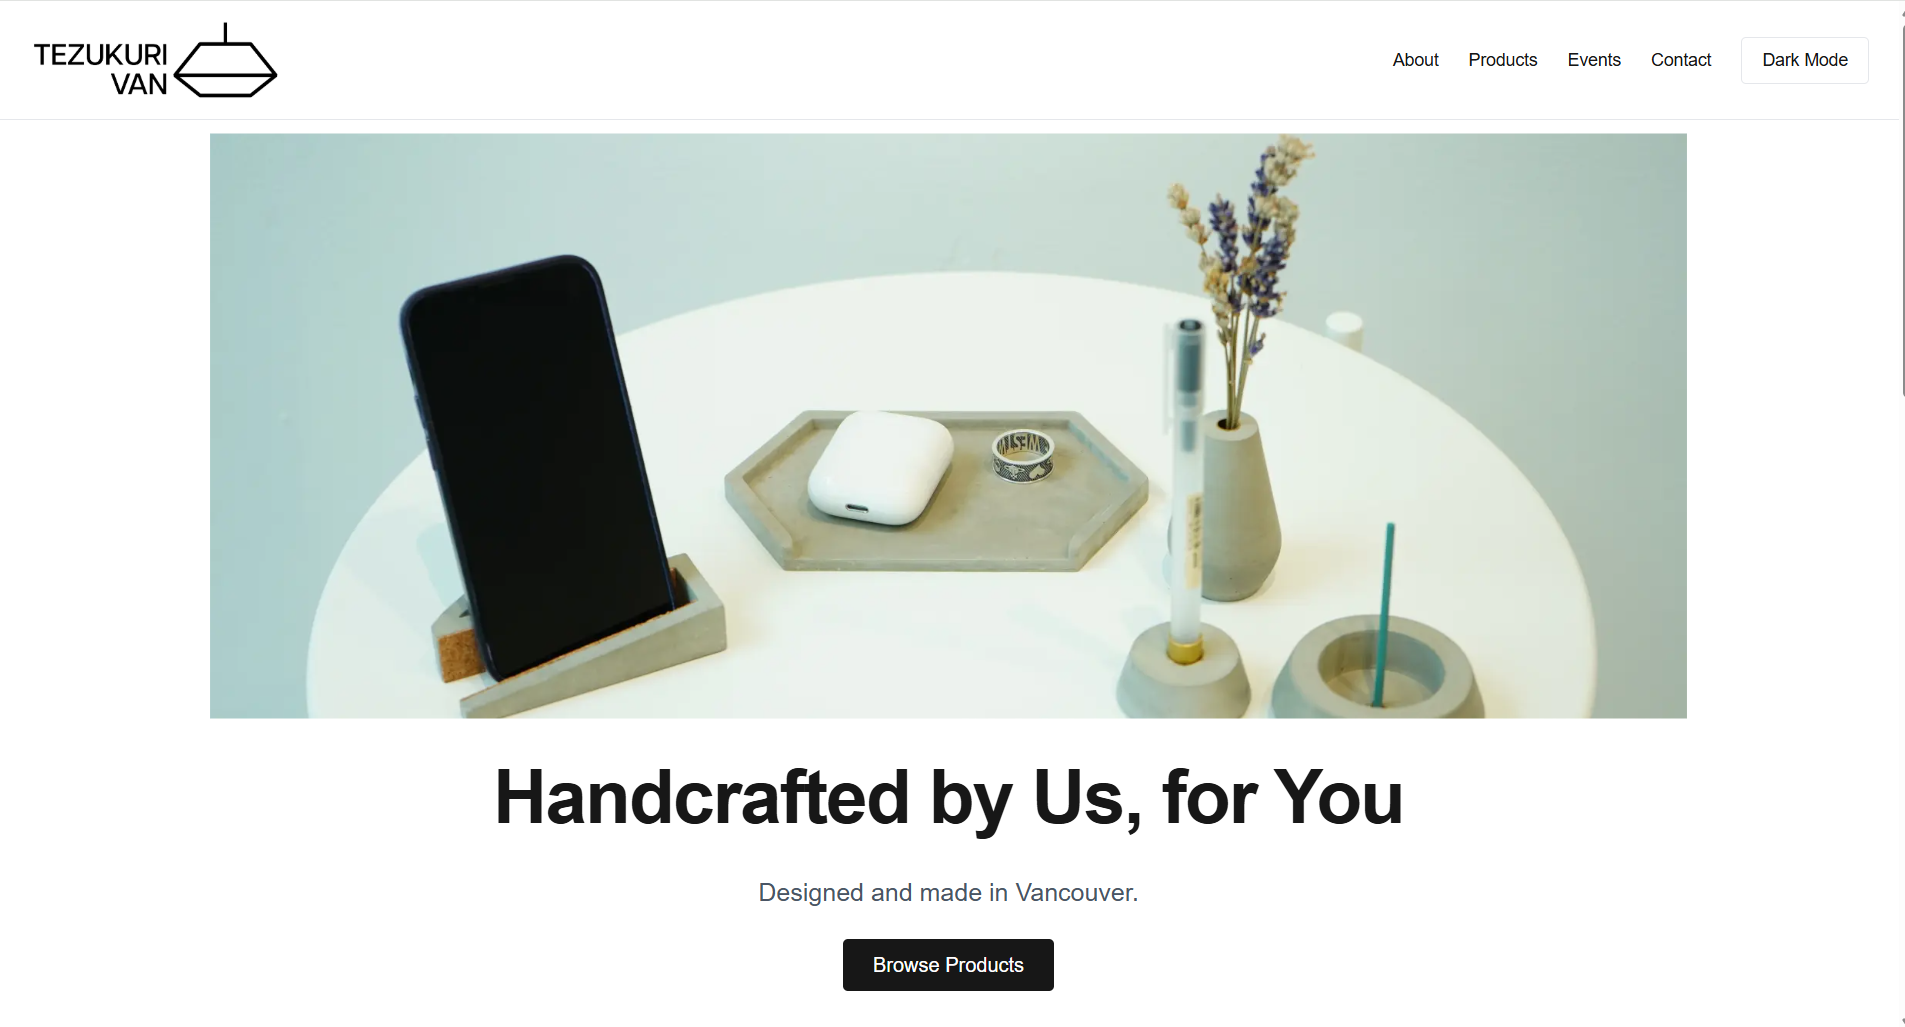 TEZUKURI
VAN
About
Products
Events
Contact
Dark Mode
Handcrafted by Us, for You
Designed and made in Vancouver.
Browse Products